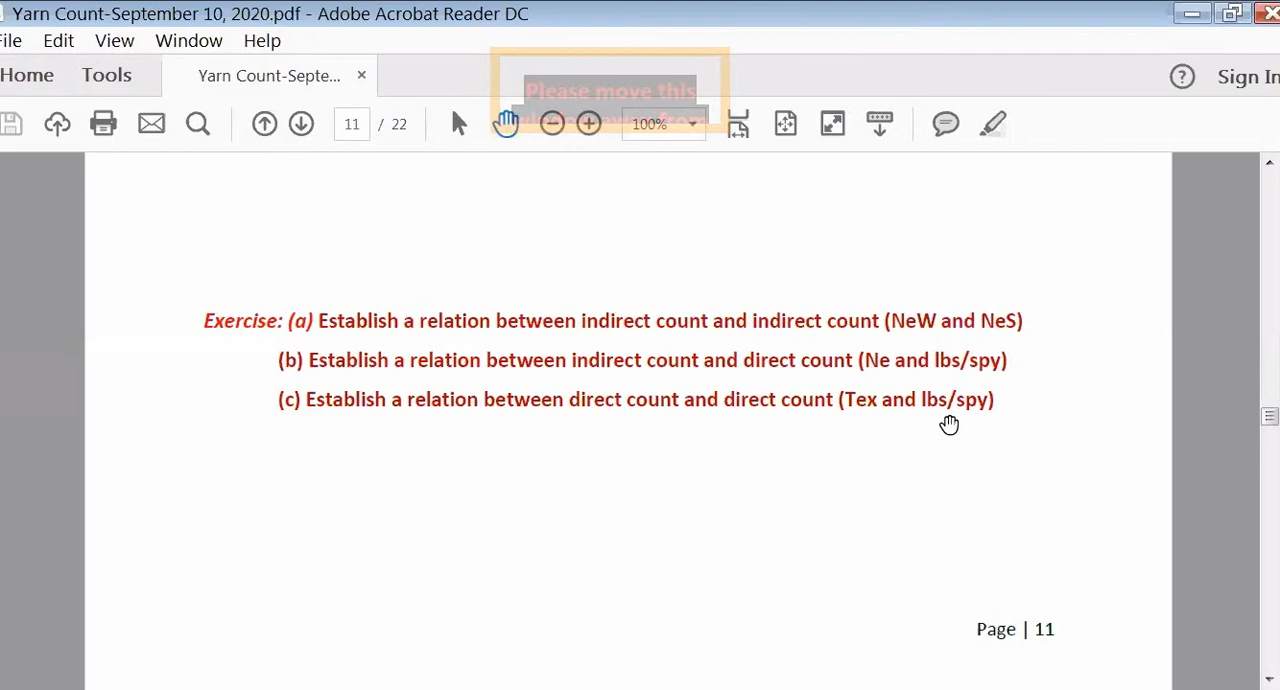 Yarn Count-September 10, 2020.pdf - Adobe Acrobat Reader DC
File Edit View Window Help
Home Tools Yarn Count-Septe... × Sign In
Please move this
11 / 22 100%
Exercise: (a) Establish a relation between indirect count and indirect count (NeW and NeS)
(b) Establish a relation between indirect count and direct count (Ne and lbs/spy)
(c) Establish a relation between direct count and direct count (Tex and lbs/spy)
Page | 11